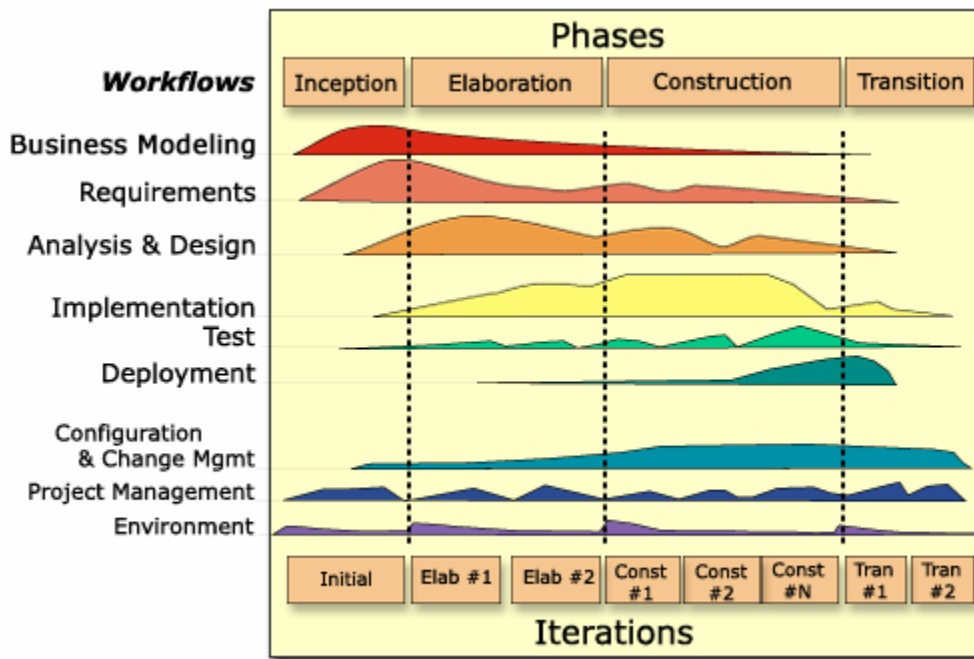 Phases
Workflows
Inception
Elaboration
Construction
Transition
Business Modeling
Requirements
Analysis & Design
Implementation
Test
Deployment
Configuration
& Change Mgmt
Project Management
Environment
Initial
Elab #1
Elab #2
Const
#1
Const
#2
Const
#N
Tran
#1
Tran
#2
Iterations